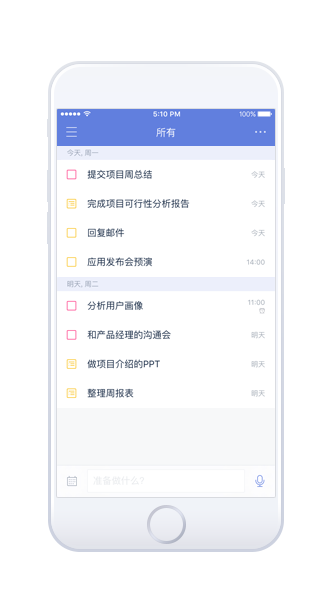 5:10 PM 100%
所有
今天, 周一
提交项目周总结 今天
完成项目可行性分析报告 今天
回复邮件 今天
应用发布会预演 14:00
明天, 周二
分析用户画像 11:00
和产品经理的沟通会 明天
做项目介绍的PPT 明天
整理周报表 明天
准备做什么?